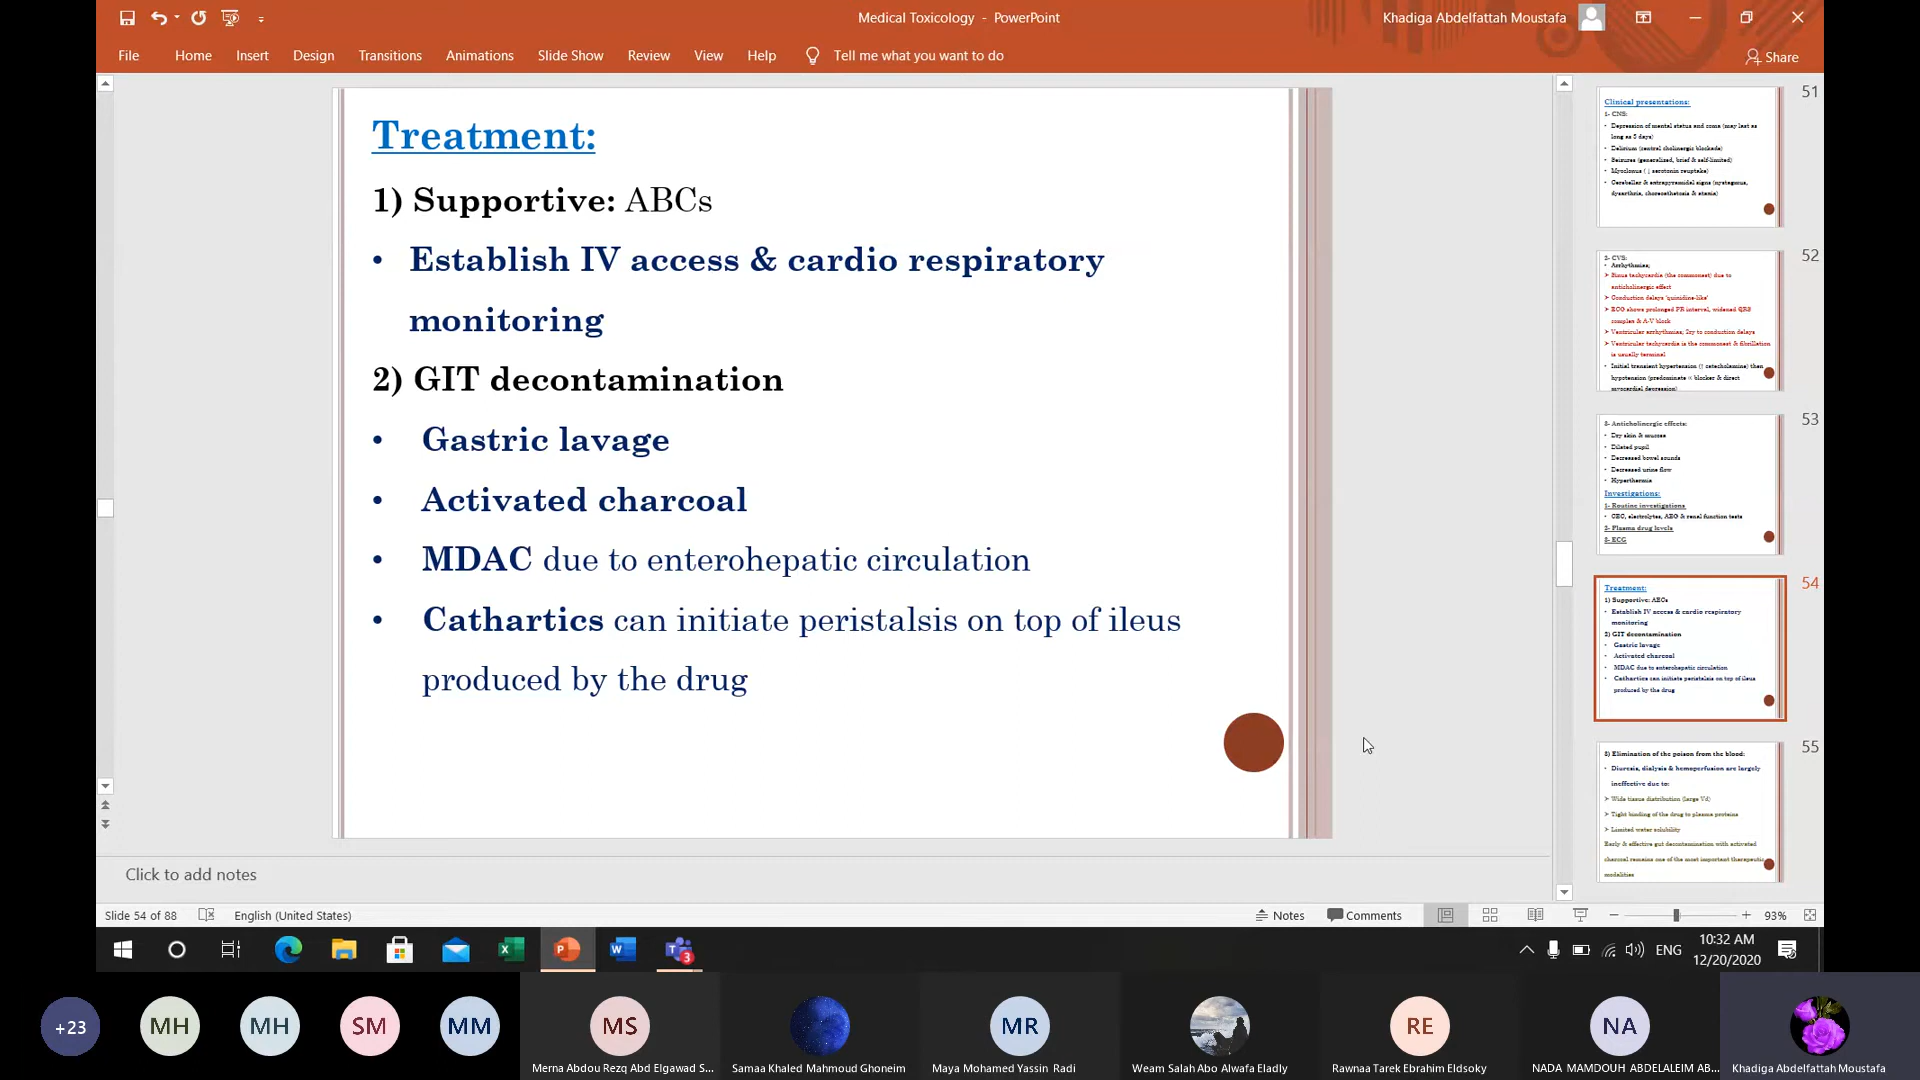 Medical Toxicology - PowerPoint
Khadiga Abdelfattah Moustafa
File Home Insert Design Transitions Animations Slide Show Review View Help Tell me what you want to do
Share
Treatment:
1) Supportive: ABCs
• Establish IV access & cardio respiratory
monitoring
2) GIT decontamination
• Gastric lavage
• Activated charcoal
• MDAC due to enterohepatic circulation
• Cathartics can initiate peristalsis on top of ileus
produced by the drug
51
Clinical presentations:
1- CNS:
• Depression of mental status and coma (may last as
long as 5 days)
• Delirium (central cholinergic blockade)
• Seizures (generalized, brief & self-limited)
• Myoclonus (↓ serotonin reuptake)
• Cerebellar & extrapyramidal signs (nystagmus,
dysarthria, choreoathetosis & ataxia)
52
2- CVS:
• Arrhythmias;
➤ Sinus tachycardia (the commonest) due to
anticholinergic effect
➤ Conduction delays 'quinidine-like'
➤ ECG shows prolonged PR interval, widened QRS
complex & A-V block
➤ Ventricular arrhythmias; 2ry to conduction delays
➤ Ventricular tachycardia is the commonest & fibrillation
is usually terminal
• Initial transient hypertension (↑ catecholamine) then
hypotension (predominate α blocker & direct
myocardial depression)
53
3- Anticholinergic effects:
• Dry skin & mucosa
• Dilated pupil
• Decreased bowel sounds
• Decreased urine flow
• Hyperthermia
Investigations:
1- Routine investigations
• CBC, electrolytes, ABG & renal function tests
2- Plasma drug levels
3- ECG
54
Treatment:
1) Supportive: ABCs
• Establish IV access & cardio respiratory
monitoring
2) GIT decontamination
• Gastric lavage
• Activated charcoal
• MDAC due to enterohepatic circulation
• Cathartics can initiate peristalsis on top of ileus
produced by the drug
55
3) Elimination of the poison from the blood:
• Diuresis, dialysis & hemoperfusion are largely
ineffective due to:
➤ Wide tissue distribution (large Vd)
➤ Tight binding of the drug to plasma proteins
➤ Limited water solubility
Early & effective gut decontamination with activated
charcoal remains one of the most important therapeutic
modalities
Click to add notes
Slide 54 of 88 English (United States) Notes Comments 93%
3
ENG
10:32 AM
12/20/2020
+23 MH MH SM MM MS MR RE NA
Merna Abdou Rezq Abd Elgawad S... Samaa Khaled Mahmoud Ghoneim Maya Mohamed Yassin Radi Weam Salah Abo Alwafa Eladly Rawnaa Tarek Ebrahim Eldsoky NADA MAMDOUH ABDELALEIM AB... Khadiga Abdelfattah Moustafa